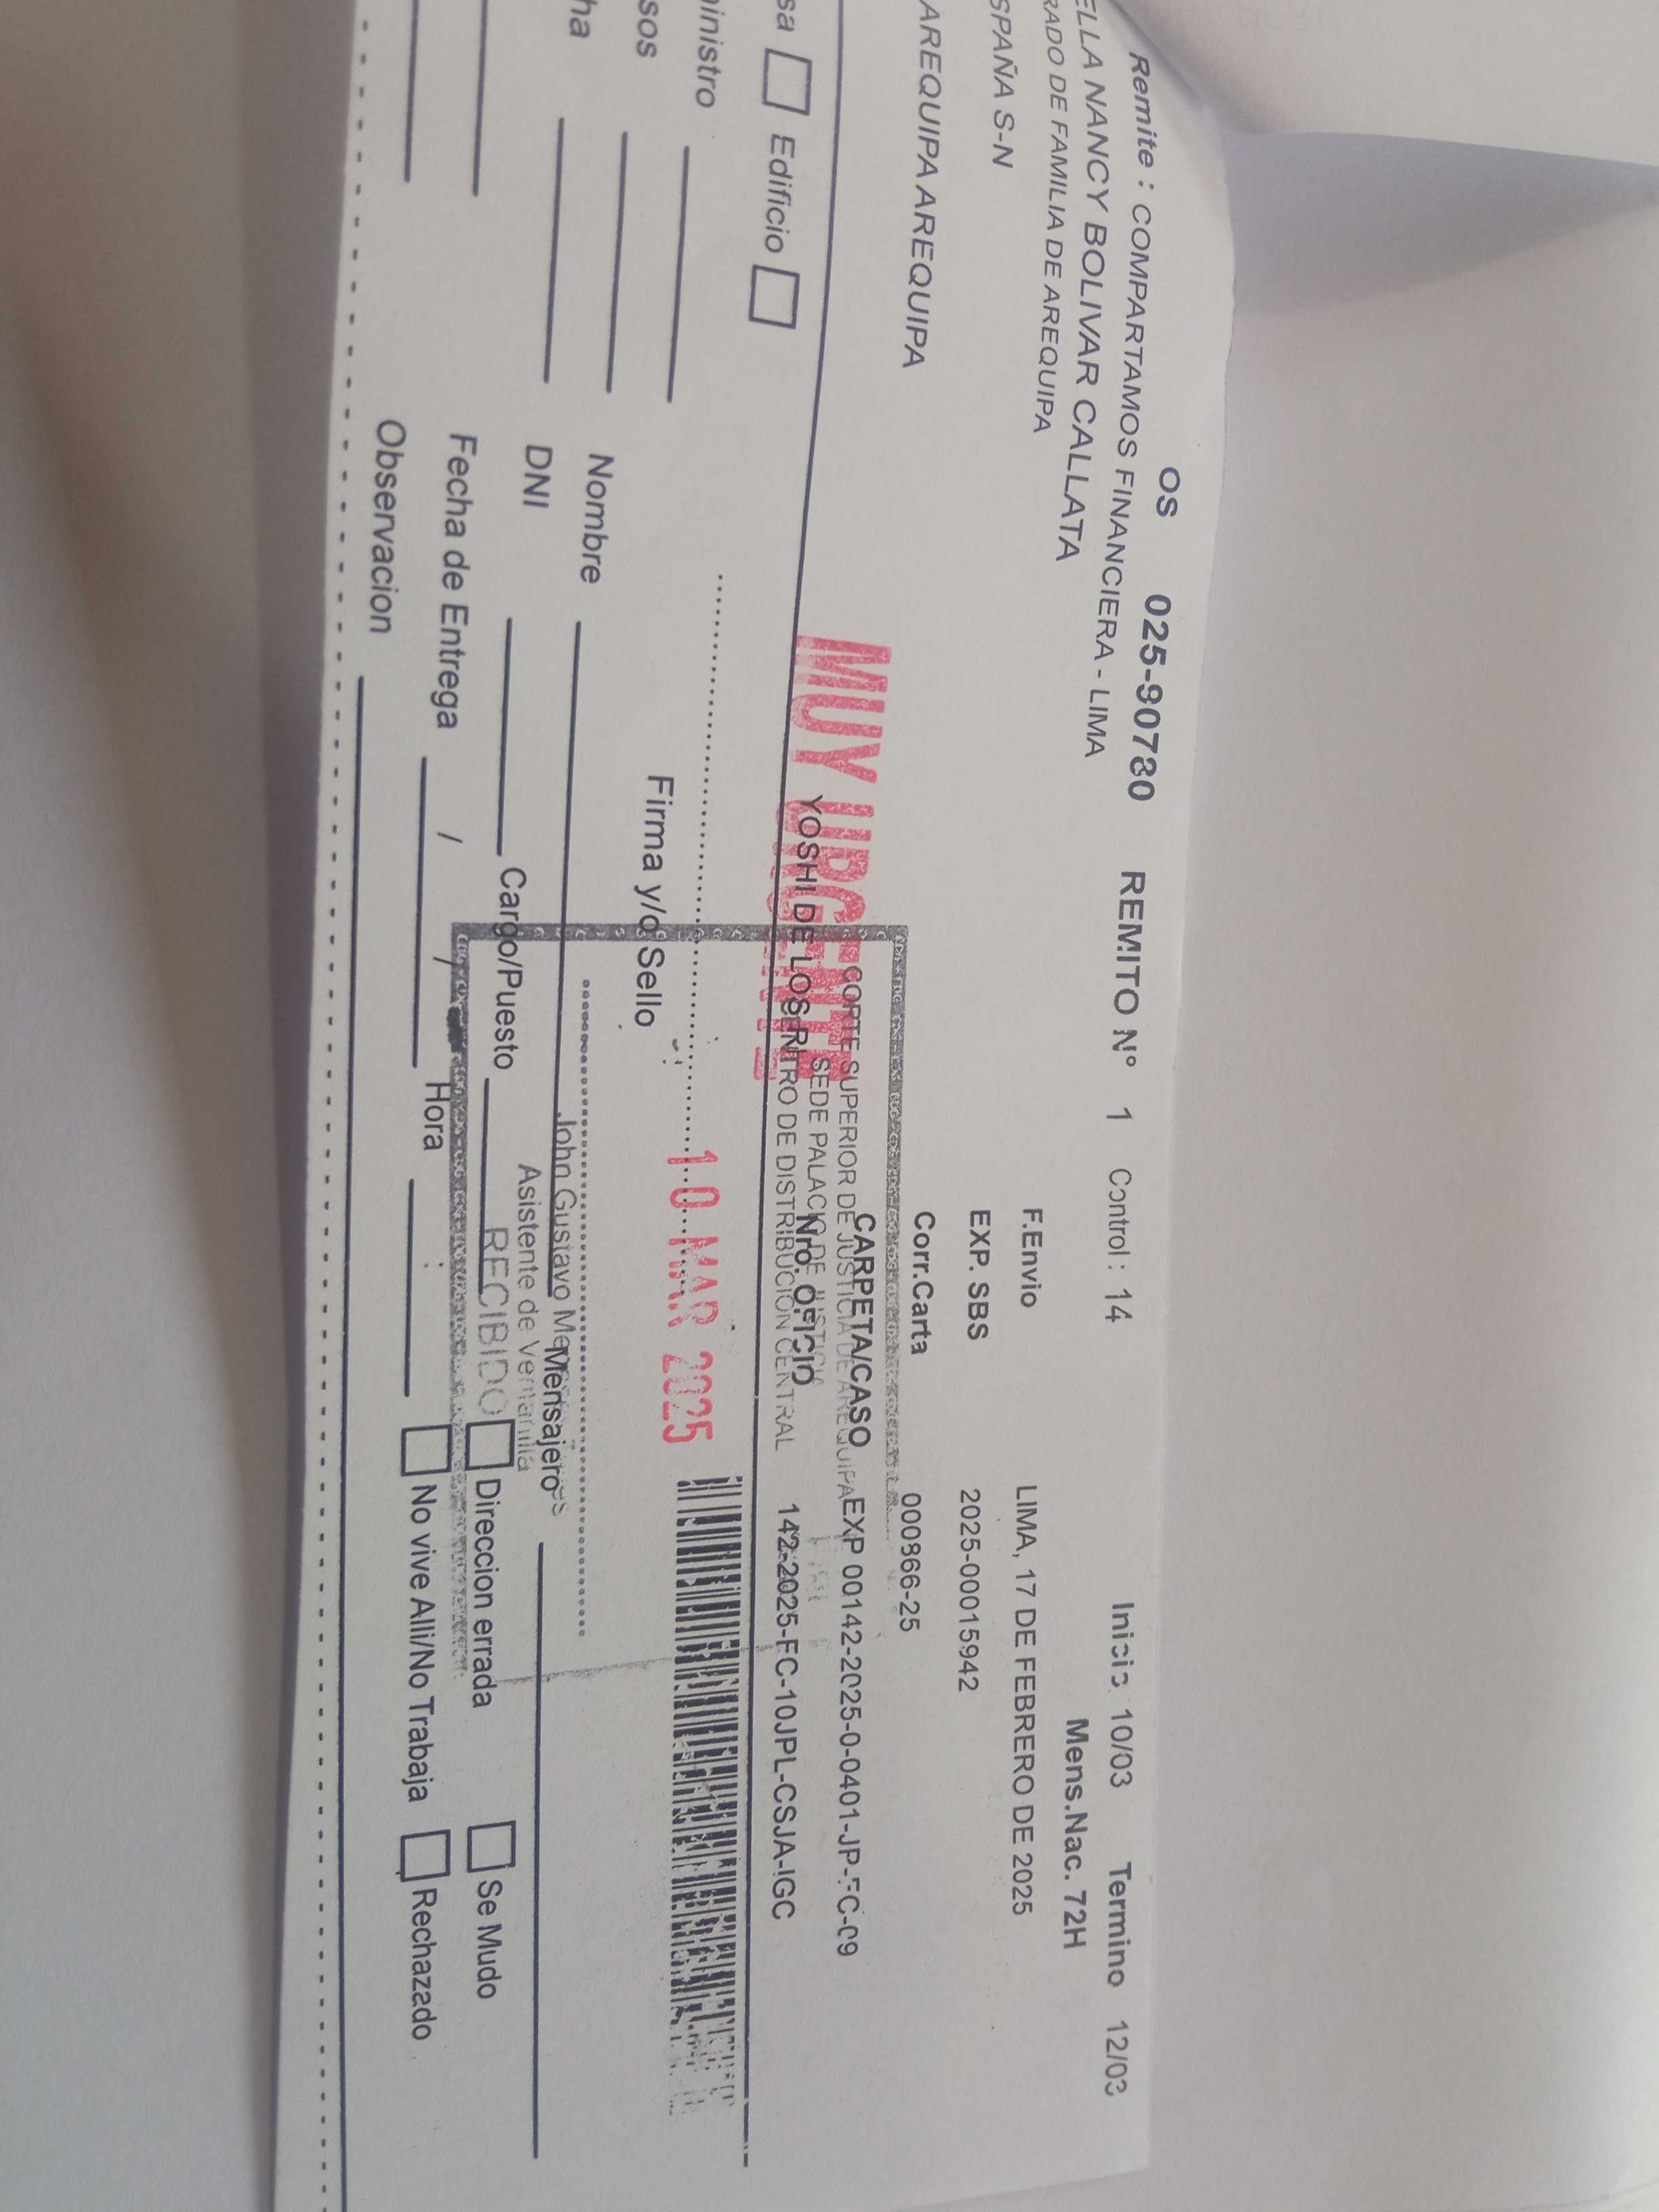 OS 025-90780 REMITO N° 1 Control : 14 Inicio 10/03 Termino 12/03
Remite : COMPARTAMOS FINANCIERA - LIMA Mens.Nac. 72H
ELLA NANCY BOLIVAR CALLATA
RADO DE FAMILIA DE AREQUIPA
F.Envio LIMA, 17 DE FEBRERO DE 2025
SPAÑA S-N
EXP. SBS 2025-00015942
Corr.Carta 000866-25
AREQUIPA AREQUIPA
CARPETA/CASO EXP 00142-2025-0-0401-JP-FC-09
CORTE SUPERIOR DE JUSTICIA DE AREQUIPA
SEDE PALACIO DE JUSTICIA
MUY URGENTE
YOSHI DE LOS RI
Nro. OFICIO 142-2025-FC-10JPL-CSJA-IGC
TRO DE DISTRIBUCIÓN CENTRAL
sa Edificio
10 MAR 2025
inistro
Firma y/o Sello
sos
Nombre
John Gustavo
Mensajero
ha
DNI Cargo/Puesto
Asistente de Ventanilla
RECIBIDO
Direccion errada Se Mudo
Fecha de Entrega / / Hora : No vive Alli/No Trabaja Rechazado
Observacion